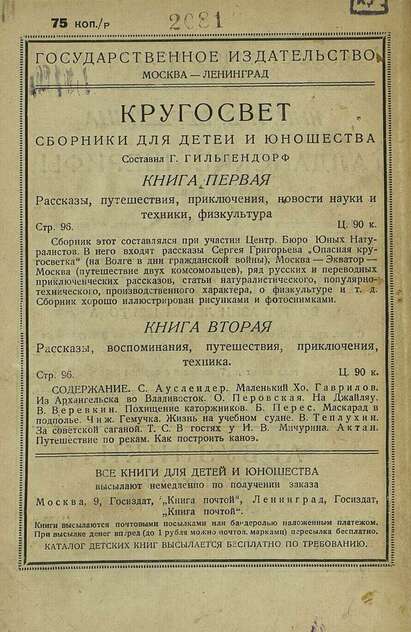 75 коп./р
2081
ГОСУДАРСТВЕННОЕ ИЗДАТЕЛЬСТВО
МОСКВА — ЛЕНИНГРАД
КРУГОСВЕТ
СБОРНИКИ ДЛЯ ДЕТЕЙ И ЮНОШЕСТВА
Составил Г. ГИЛЬГЕНДОРФ
КНИГА ПЕРВАЯ
Рассказы, путешествия, приключения, новости науки и
техники, физкультура
Стр. 96. Ц. 90 к.
Сборник этот составлялся при участии Центр. Бюро Юных Нату-
ралистов. В него входят рассказы Сергея Григорьева „Опасная кру-
госветка“ (на Волге в дни гражданской войны), Москва — Экватор —
Москва (путешествие двух комсомольцев), ряд русских и переводных
приключенческих рассказов, статьи натуралистического, популярно-
технического, производственного характера, о физкультуре и т. д.
Сборник хорошо иллюстрирован рисунками и фотоснимками.
КНИГА ВТОРАЯ
Рассказы, воспоминания, путешествия, приключения,
техника.
Стр. 96. Ц. 90 к.
СОДЕРЖАНИЕ. С. Ауслендер. Маленький Хо. Гаврилов.
Из Архангельска во Владивосток. О. Перовская. На Джайляу.
В. Веревкин. Похищение каторжников. Б. Перес. Маскарад в
подполье. Чиж. Гемучка. Жизнь на учебном судне. В. Теплухин.
За советской саганой. Т. С. В гостях у И. В. Мичурина. Актан.
Путешествие по рекам. Как построить каноэ.
ВСЕ КНИГИ ДЛЯ ДЕТЕЙ И ЮНОШЕСТВА
высылают немедленно по получении заказа
Москва, 9, Госиздат, „Книга почтой“, Ленинград, Госиздат,
„Книга почтой“.
Книги высылаются почтовыми посылками или бандеролью наложенным платежом.
При высылке денег вперед (до 1 рубля можно почтов. марками) пересылка бесплатно.
КАТАЛОГ ДЕТСКИХ КНИГ ВЫСЫЛАЕТСЯ БЕСПЛАТНО ПО ТРЕБОВАНИЮ.